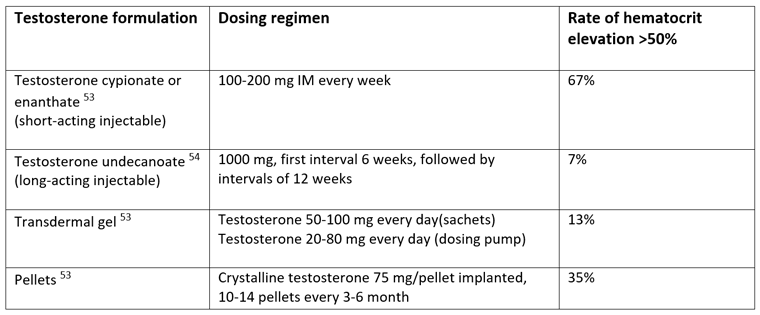 Testosterone formulation
Dosing regimen
Rate of hematocrit
elevation >50%
Testosterone cypionate or
enanthate 53
(short-acting injectable)
100-200 mg IM every week
67%
Testosterone undecanoate 54
(long-acting injectable)
1000 mg, first interval 6 weeks, followed by
intervals of 12 weeks
7%
Transdermal gel 53
Testosterone 50-100 mg every day(sachets)
Testosterone 20-80 mg every day (dosing pump)
13%
Pellets 53
Crystalline testosterone 75 mg/pellet implanted,
10-14 pellets every 3-6 month
35%